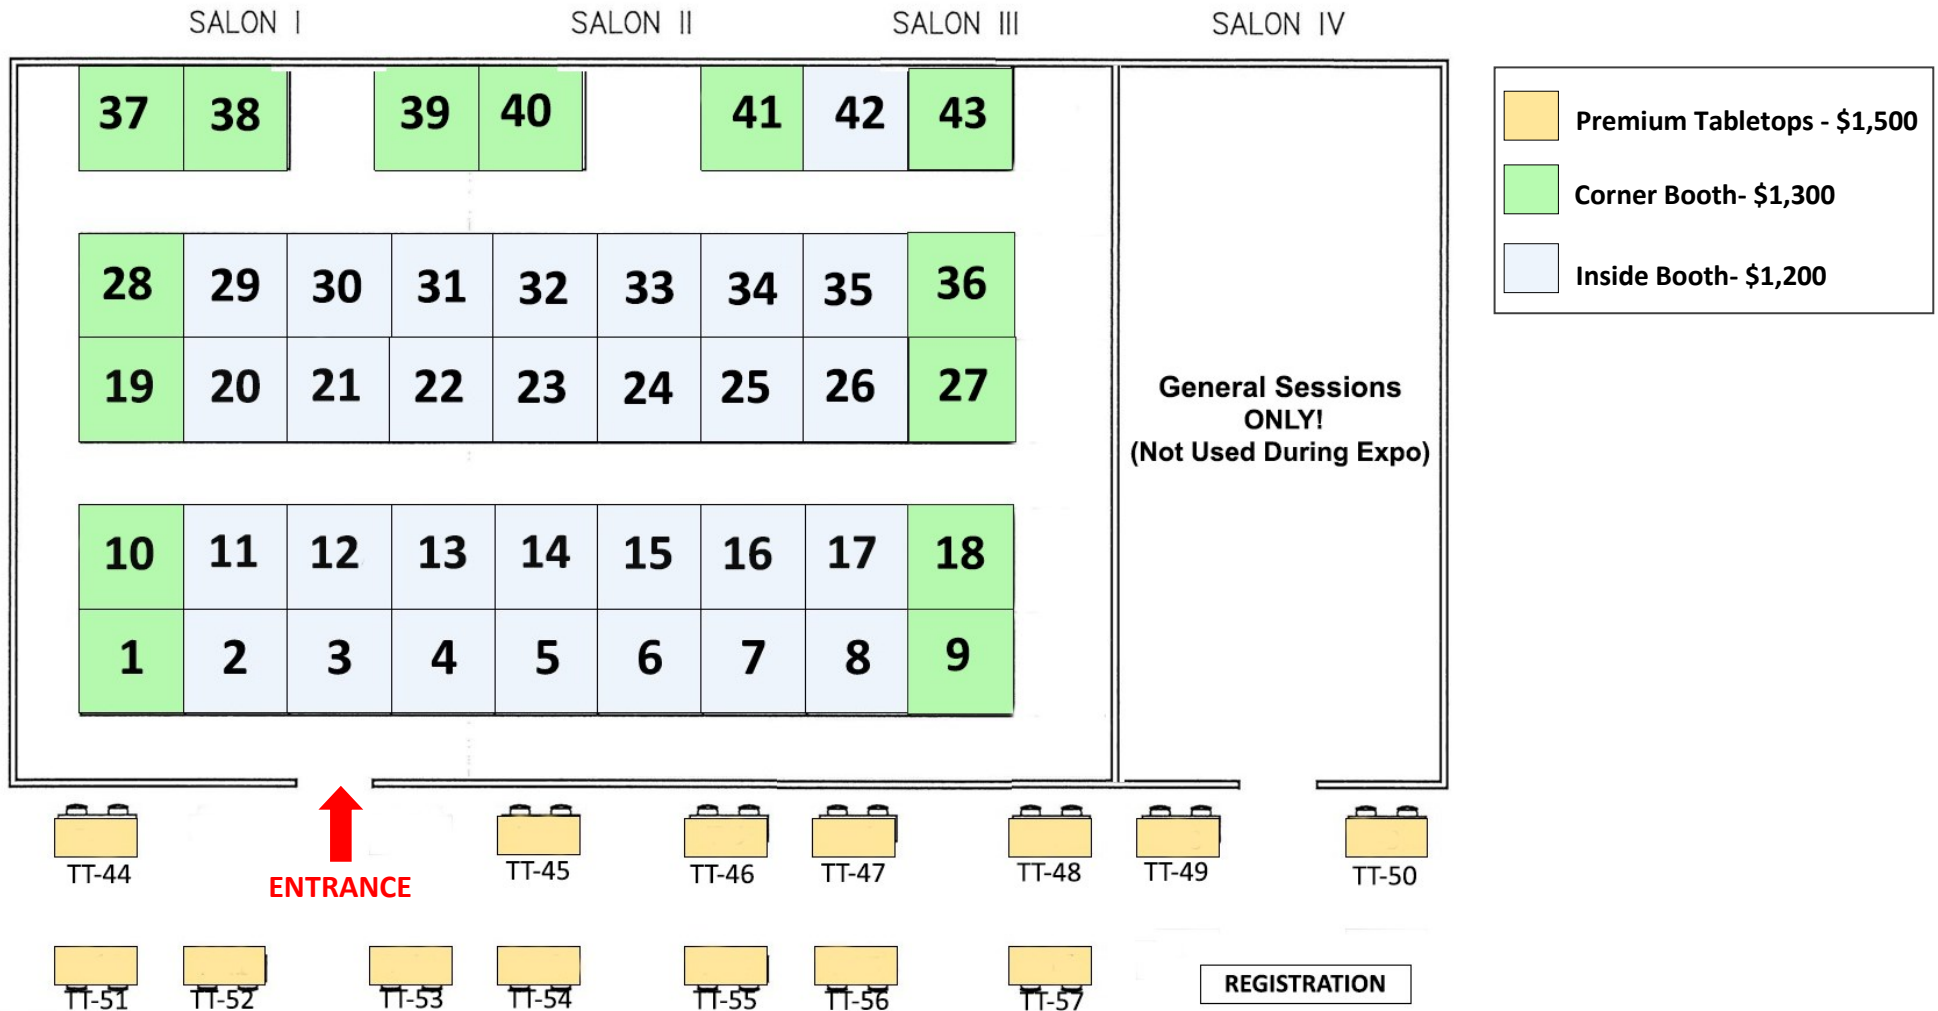 SALON I SALON II SALON III SALON IV
37 38 39 40 41 42 43
28 29 30 31 32 33 34 35 36
19 20 21 22 23 24 25 26 27
10 11 12 13 14 15 16 17 18
1 2 3 4 5 6 7 8 9
General Sessions
ONLY!
(Not Used During Expo)
Premium Tabletops - $1,500
Corner Booth- $1,300
Inside Booth- $1,200
TT-44 TT-45 TT-46 TT-47 TT-48 TT-49 TT-50
ENTRANCE
TT-51 TT-52 TT-53 TT-54 TT-55 TT-56 TT-57
REGISTRATION